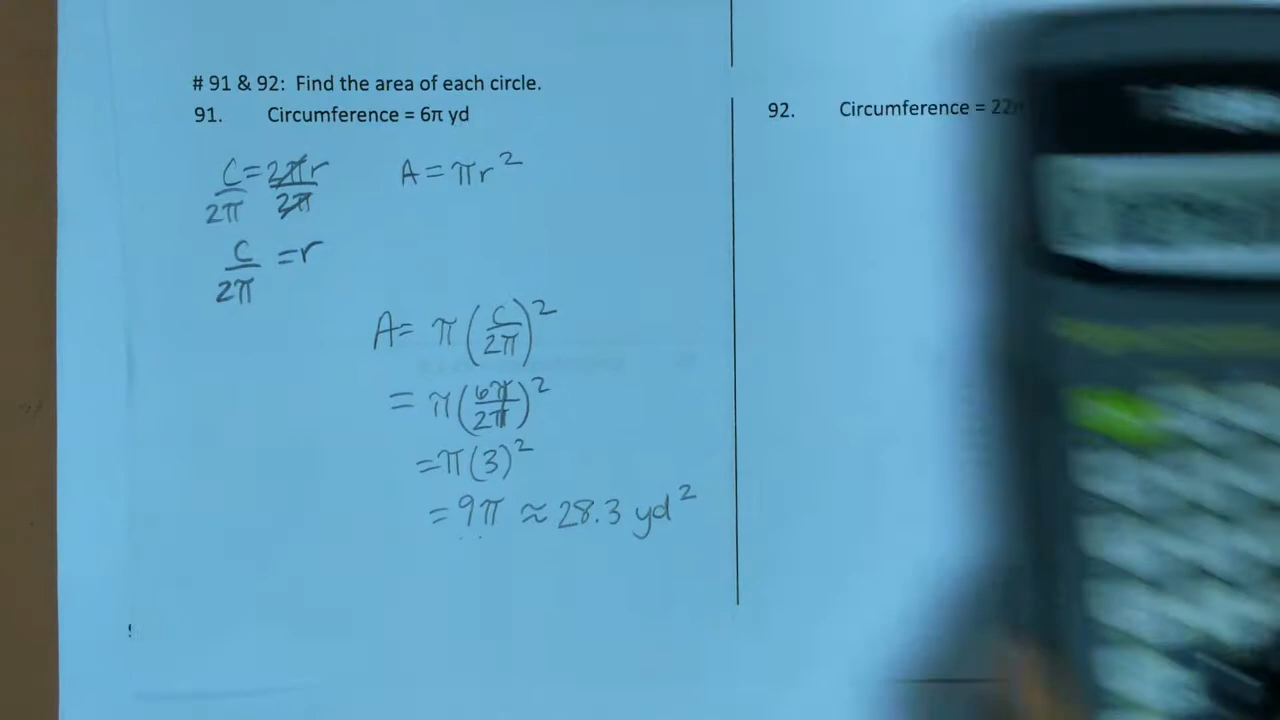 # 91 & 92: Find the area of each circle.
91. Circumference = 6π yd
C = 2πr
2π 2π
A = πr²
C/2π = r
A = π(C/2π)²
= π(6π/2π)²
= π(3)²
= 9π ≈ 28.3 yd²
92. Circumference = 22